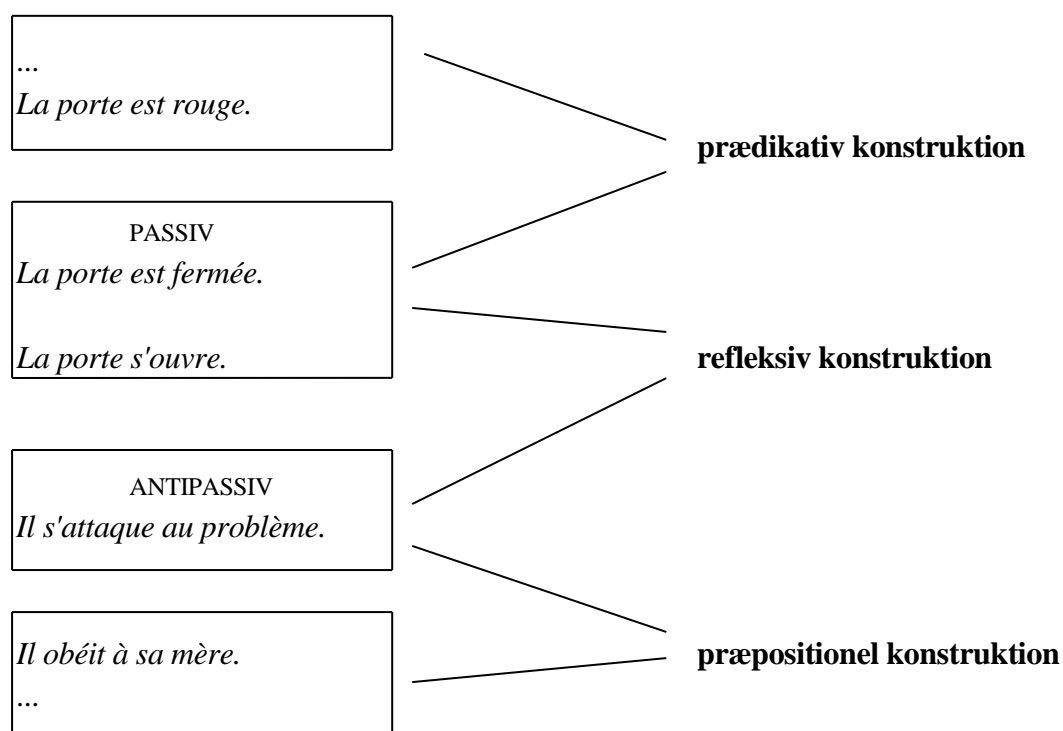 ...
La porte est rouge.
prædikativ konstruktion
PASSIV
La porte est fermée.
La porte s'ouvre.
refleksiv konstruktion
ANTIPASSIV
Il s'attaque au problème.
Il obéit à sa mère.
præpositionel konstruktion
...